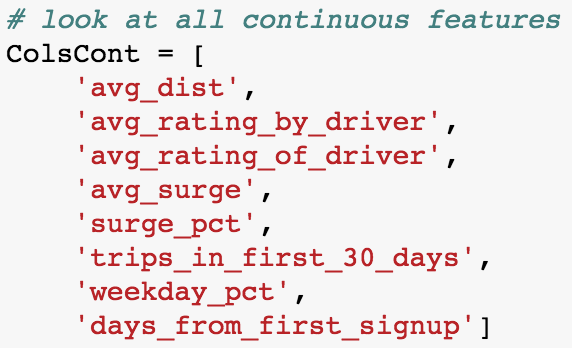 # look at all continuous features
ColsCont = [
    'avg_dist',
    'avg_rating_by_driver',
    'avg_rating_of_driver',
    'avg_surge',
    'surge_pct',
    'trips_in_first_30_days',
    'weekday_pct',
    'days_from_first_signup']